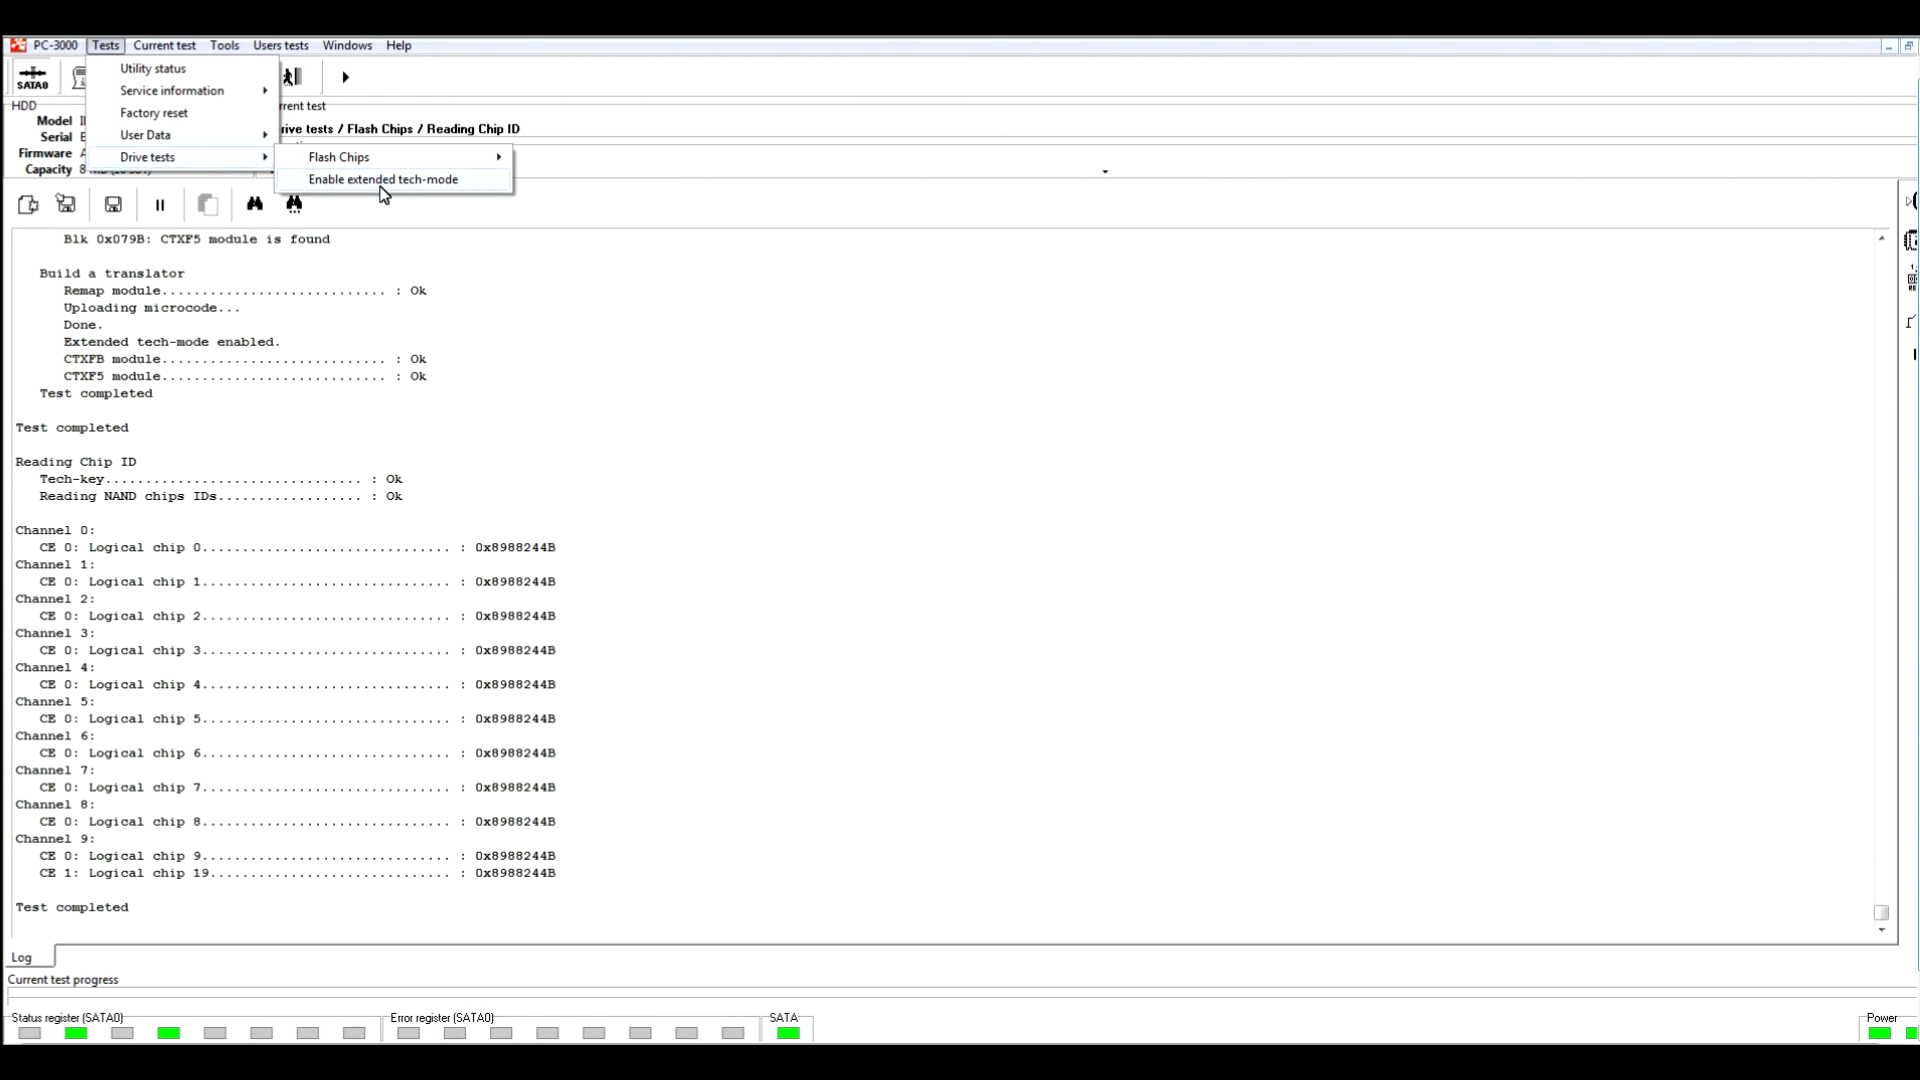 PC-3000 Tests Current test Tools Users tests Windows Help
Utility status
Service information
Factory reset
User Data
Drive tests
Flash Chips
Enable extended tech-mode
SATA0
HDD
Model
Serial
Firmware
Capacity 8
rrent test
rive tests / Flash Chips / Reading Chip ID
Blk 0x079B: CTXF5 module is found
Build a translator
Remap module............................ : Ok
Uploading microcode...
Done.
Extended tech-mode enabled.
CTXFB module............................ : Ok
CTXF5 module............................ : Ok
Test completed
Test completed
Reading Chip ID
Tech-key................................ : Ok
Reading NAND chips IDs.................. : Ok
Channel 0:
CE 0: Logical chip 0............................... : 0x8988244B
Channel 1:
CE 0: Logical chip 1............................... : 0x8988244B
Channel 2:
CE 0: Logical chip 2............................... : 0x8988244B
Channel 3:
CE 0: Logical chip 3............................... : 0x8988244B
Channel 4:
CE 0: Logical chip 4............................... : 0x8988244B
Channel 5:
CE 0: Logical chip 5............................... : 0x8988244B
Channel 6:
CE 0: Logical chip 6............................... : 0x8988244B
Channel 7:
CE 0: Logical chip 7............................... : 0x8988244B
Channel 8:
CE 0: Logical chip 8............................... : 0x8988244B
Channel 9:
CE 0: Logical chip 9............................... : 0x8988244B
CE 1: Logical chip 19.............................. : 0x8988244B
Test completed
Log
Current test progress
Status register (SATA0) Error register (SATA0) SATA Power